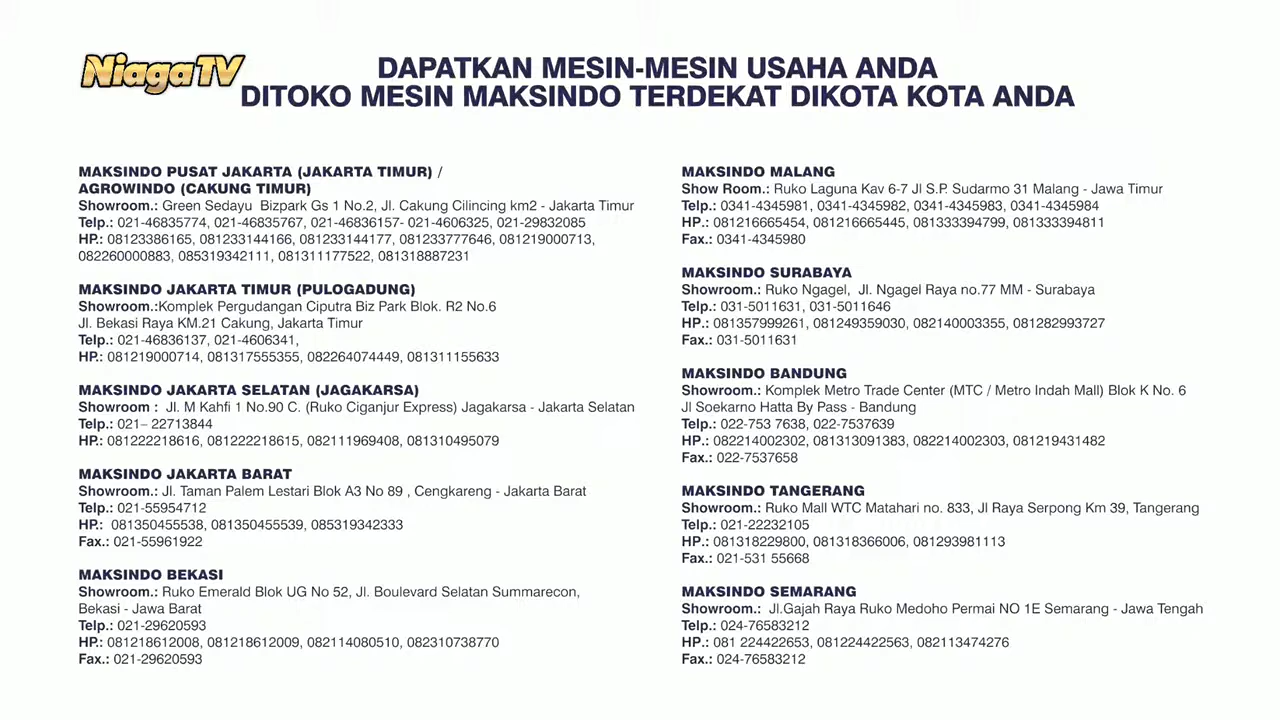 NiagaTV
DAPATKAN MESIN-MESIN USAHA ANDA
DITOKO MESIN MAKSINDO TERDEKAT DIKOTA KOTA ANDA
MAKSINDO PUSAT JAKARTA (JAKARTA TIMUR) /
AGROWINDO (CAKUNG TIMUR)
Showroom.: Green Sedayu Bizpark Gs 1 No.2, Jl. Cakung Cilincing km2 - Jakarta Timur
Telp.: 021-46835774, 021-46835767, 021-46836157- 021-4606325, 021-29832085
HP.: 08123386165, 081233144166, 081233144177, 081233777646, 081219000713,
082260000883, 085319342111, 081311177522, 081318887231
MAKSINDO JAKARTA TIMUR (PULOGADUNG)
Showroom.:Komplek Pergudangan Ciputra Biz Park Blok. R2 No.6
Jl. Bekasi Raya KM.21 Cakung, Jakarta Timur
Telp.: 021-46836137, 021-4606341,
HP.: 081219000714, 081317555355, 082264074449, 081311155633
MAKSINDO JAKARTA SELATAN (JAGAKARSA)
Showroom : Jl. M Kahfi 1 No.90 C. (Ruko Ciganjur Express) Jagakarsa - Jakarta Selatan
Telp.: 021– 22713844
HP.: 081222218616, 081222218615, 082111969408, 081310495079
MAKSINDO JAKARTA BARAT
Showroom.: Jl. Taman Palem Lestari Blok A3 No 89 , Cengkareng - Jakarta Barat
Telp.: 021-55954712
HP.: 081350455538, 081350455539, 085319342333
Fax.: 021-55961922
MAKSINDO BEKASI
Showroom.: Ruko Emerald Blok UG No 52, Jl. Boulevard Selatan Summarecon,
Bekasi - Jawa Barat
Telp.: 021-29620593
HP.: 081218612008, 081218612009, 082114080510, 082310738770
Fax.: 021-29620593
MAKSINDO MALANG
Show Room.: Ruko Laguna Kav 6-7 Jl S.P. Sudarmo 31 Malang - Jawa Timur
Telp.: 0341-4345981, 0341-4345982, 0341-4345983, 0341-4345984
HP.: 081216665454, 081216665445, 081333394799, 081333394811
Fax.: 0341-4345980
MAKSINDO SURABAYA
Showroom.: Ruko Ngagel, Jl. Ngagel Raya no.77 MM - Surabaya
Telp.: 031-5011631, 031-5011646
HP.: 081357999261, 081249359030, 082140003355, 081282993727
Fax.: 031-5011631
MAKSINDO BANDUNG
Showroom.: Komplek Metro Trade Center (MTC / Metro Indah Mall) Blok K No. 6
Jl Soekarno Hatta By Pass - Bandung
Telp.: 022-753 7638, 022-7537639
HP.: 082214002302, 081313091383, 082214002303, 081219431482
Fax.: 022-7537658
MAKSINDO TANGERANG
Showroom.: Ruko Mall WTC Matahari no. 833, Jl Raya Serpong Km 39, Tangerang
Telp.: 021-22232105
HP.: 081318229800, 081318366006, 081293981113
Fax.: 021-531 55668
MAKSINDO SEMARANG
Showroom.: Jl.Gajah Raya Ruko Medoho Permai NO 1E Semarang - Jawa Tengah
Telp.: 024-76583212
HP.: 081 224422653, 081224422563, 082113474276
Fax.: 024-76583212